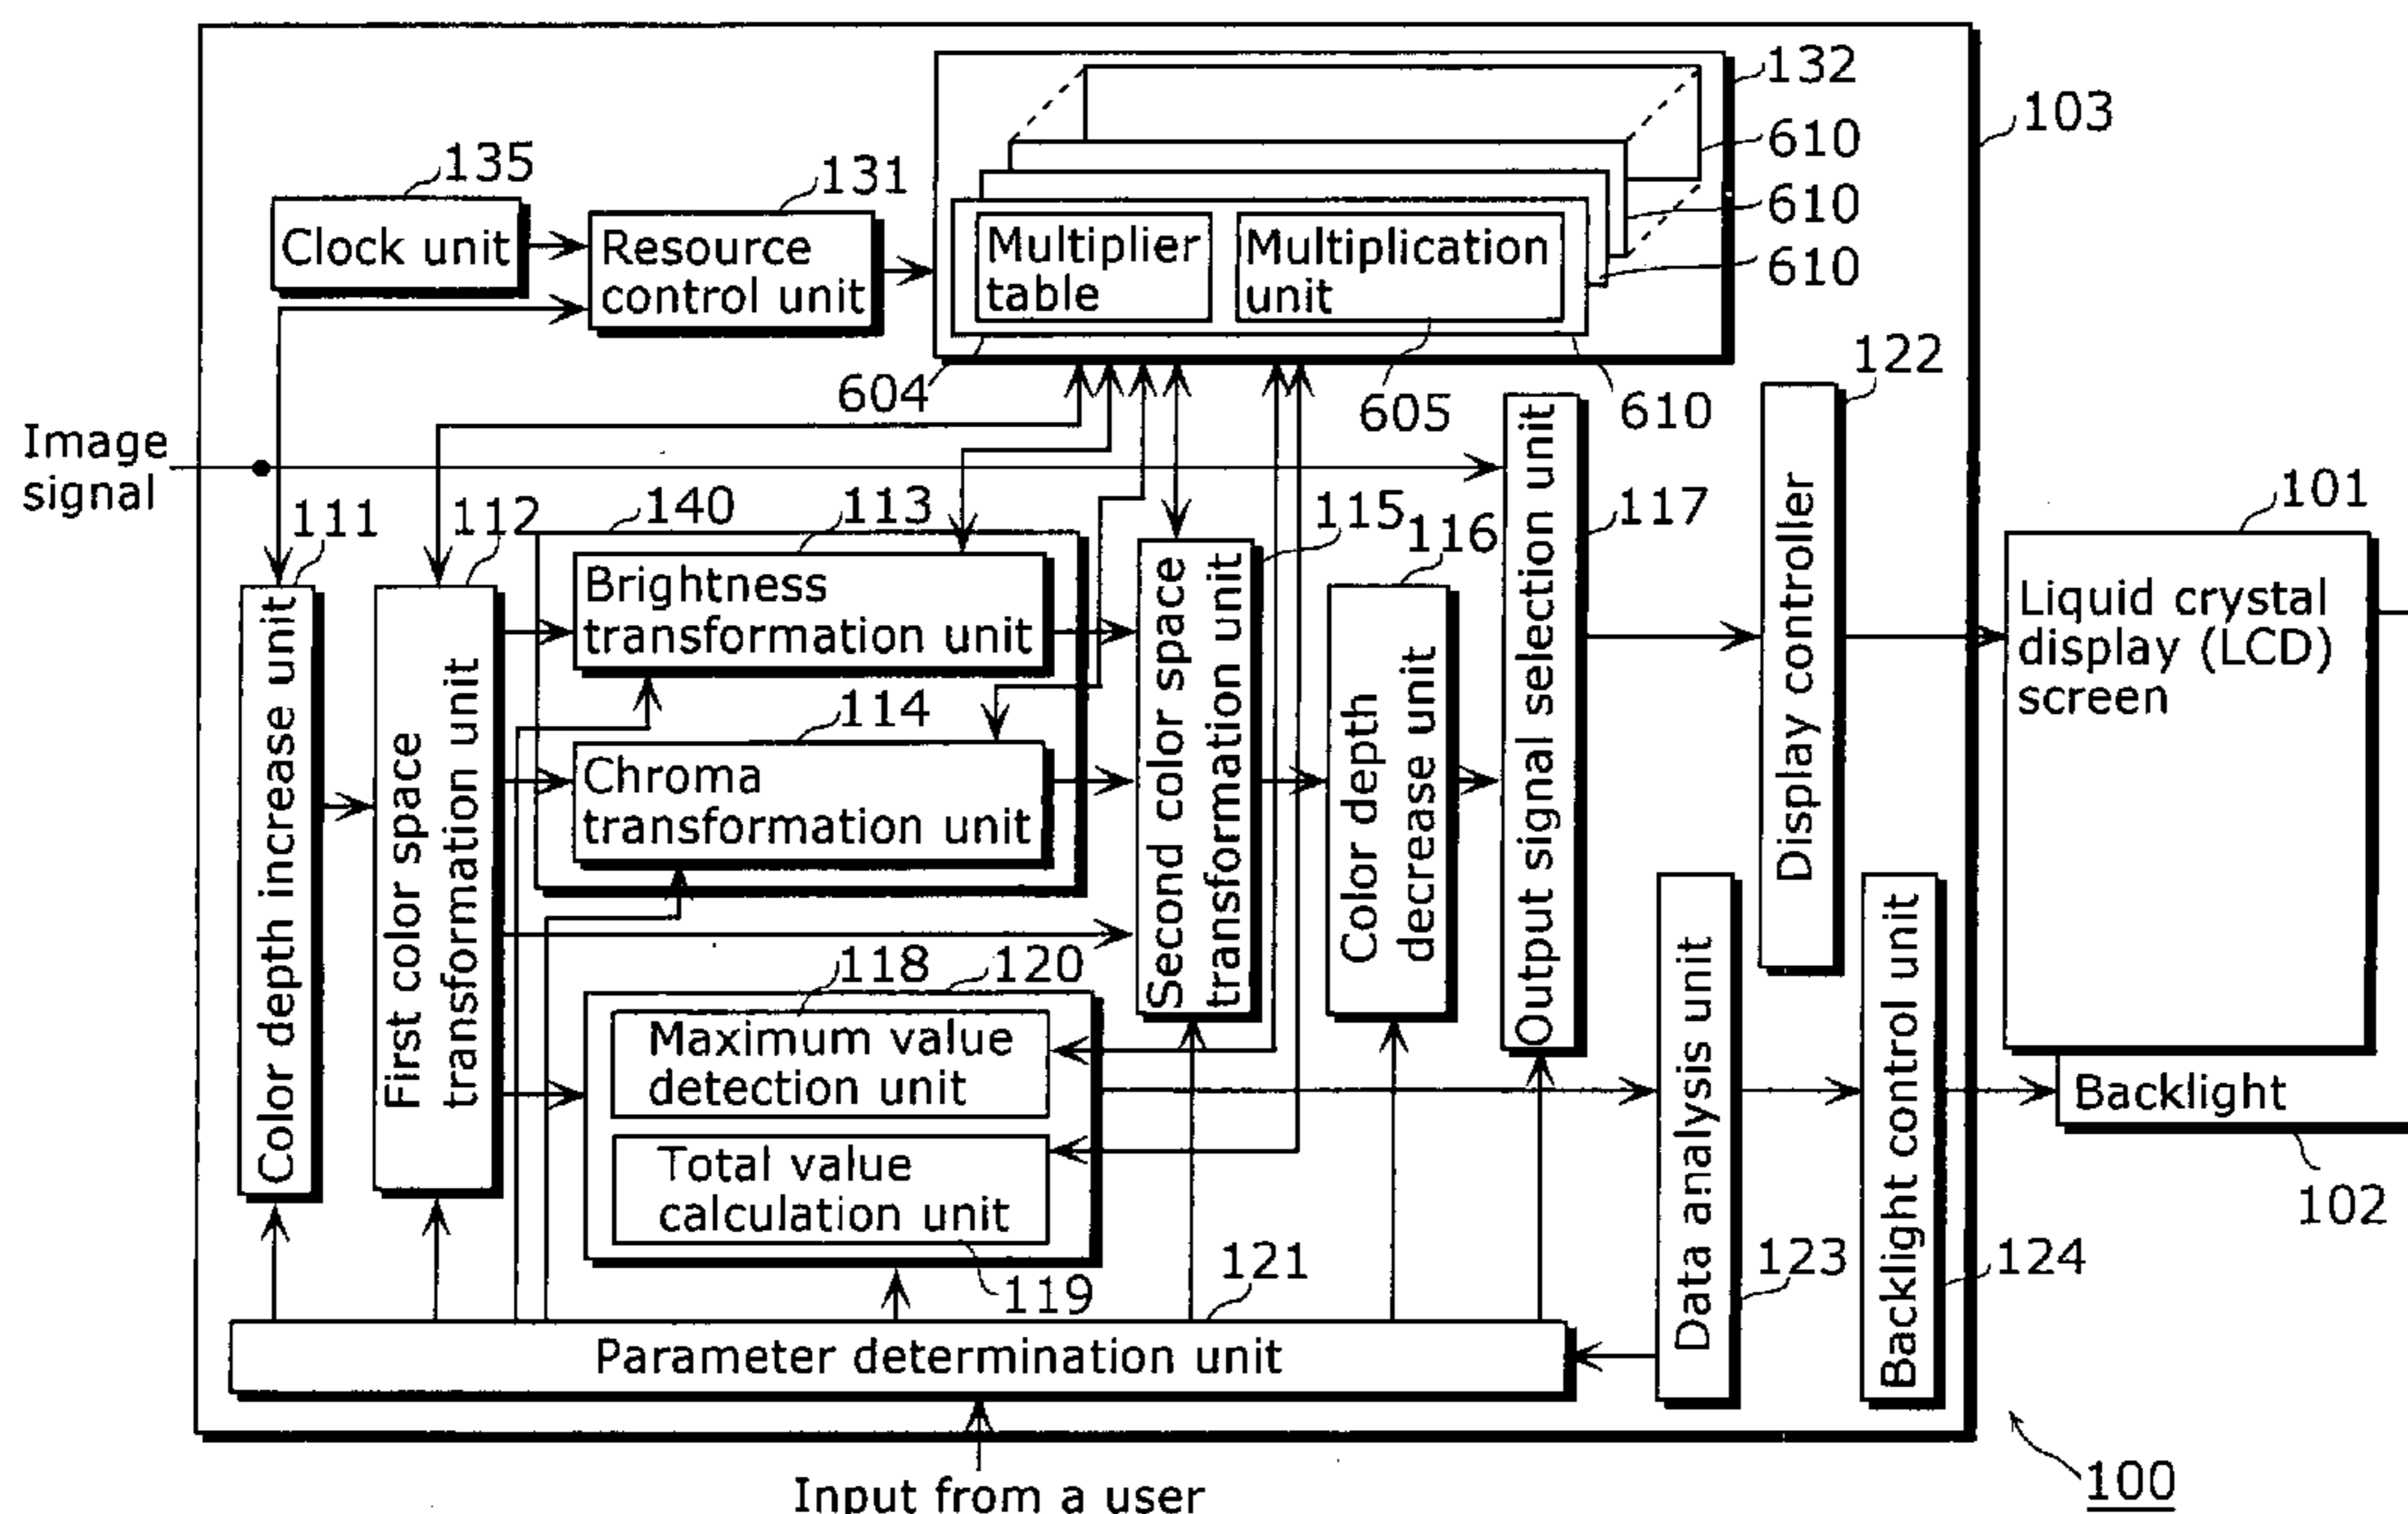 132
103
610
135
131
610
Clock unit
Resource
control unit
Multiplier
table
Multiplication
unit
610
604
605
610
122
Image
signal
111
112
140
113
115
116
117
101
Color depth increase unit
First color space
transformation unit
Brightness
transformation unit
114
Chroma
transformation unit
Second color space
transformation unit
Color depth
decrease unit
Output signal selection unit
Display controller
Liquid crystal
display (LCD)
screen
118
120
Maximum value
detection unit
Total value
calculation unit
119
121
Data analysis unit
123
Backlight control unit
124
Backlight
102
Parameter determination unit
Input from a user
100